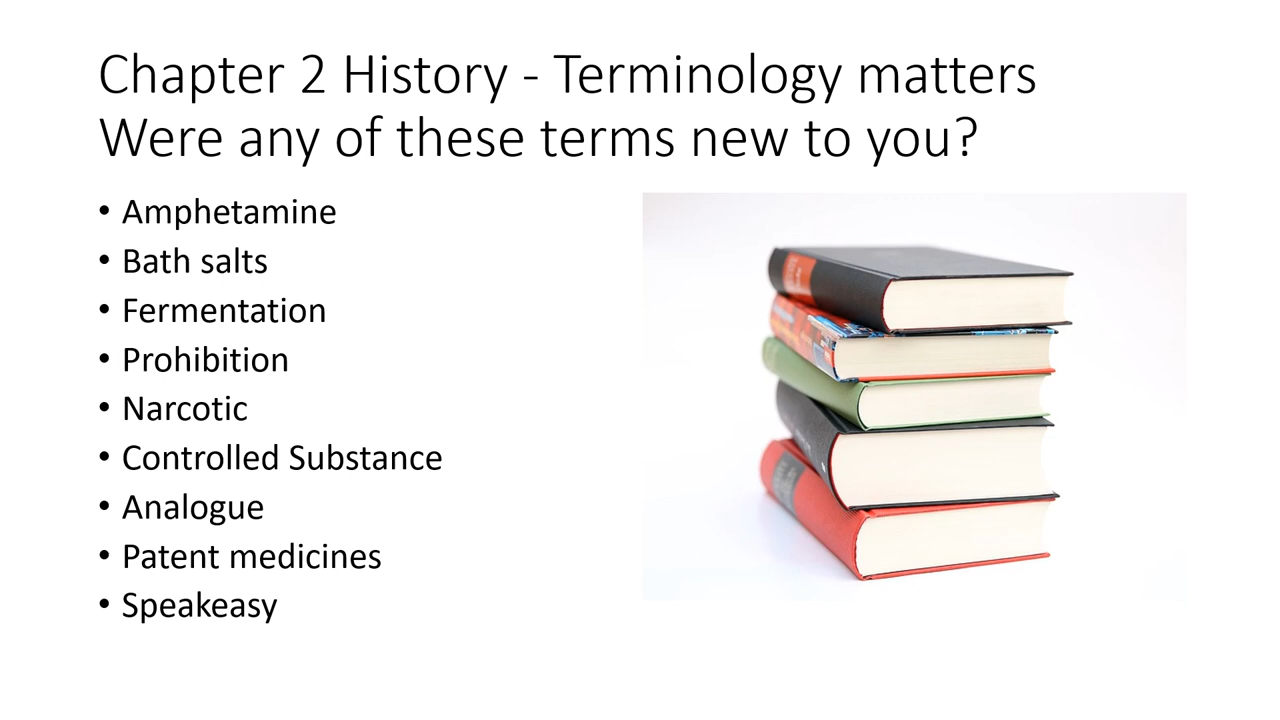 Chapter 2 History - Terminology matters
Were any of these terms new to you?
• Amphetamine
• Bath salts
• Fermentation
• Prohibition
• Narcotic
• Controlled Substance
• Analogue
• Patent medicines
• Speakeasy